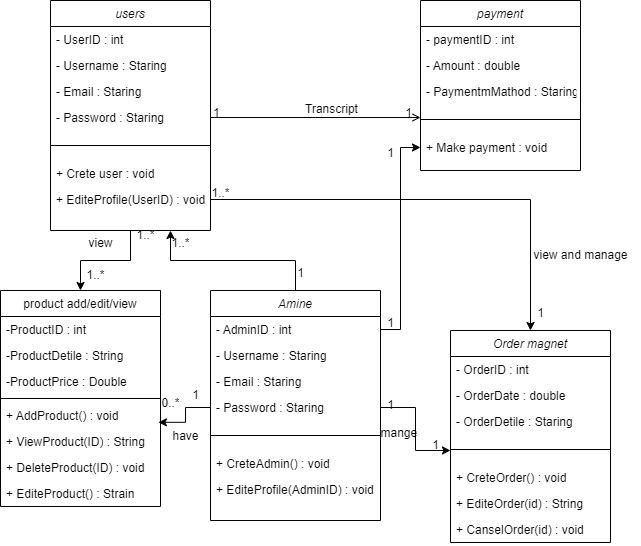 users
- UserID : int
- Username : Staring
- Email : Staring
- Password : Staring
+ Crete user : void
+ EditeProfile(UserID) : void
payment
- paymentID : int
- Amount : double
- PaymentmMathod : Staring
+ Make payment : void
1
Transcript
1
1
1..*
view
1..*
1..*
1..*
1
view and manage
1
product add/edit/view
-ProductID : int
-ProductDetile : String
-ProductPrice : Double
+ AddProduct() : void
+ ViewProduct(ID) : String
+ DeleteProduct(ID) : void
+ EditeProduct() : Strain
Amine
- AdminID : int
- Username : Staring
- Email : Staring
- Password : Staring
+ CreteAdmin() : void
+ EditeProfile(AdminID) : void
1
0..*
1
have
1
mange
1
Order magnet
- OrderID : int
- OrderDate : double
- OrderDetile : Staring
+ CreteOrder() : void
+ EditeOrder(id) : String
+ CanselOrder(id) : void